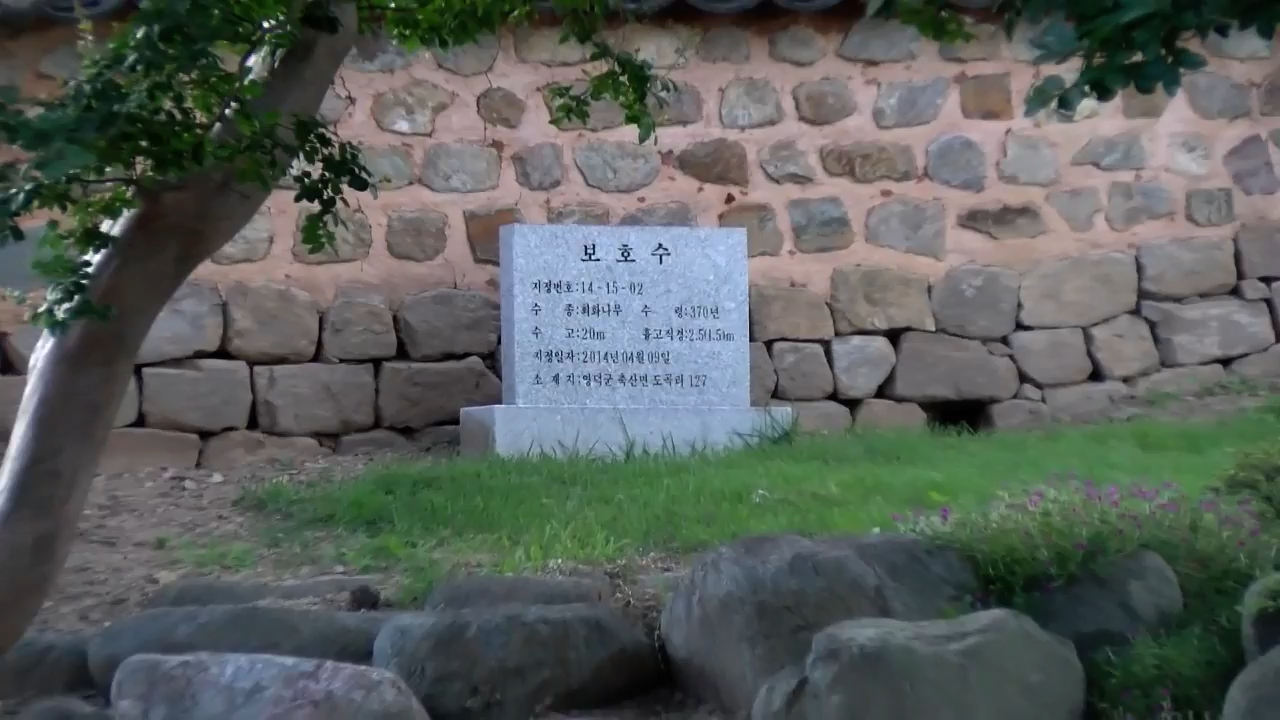 보호수
지정번호:14-15-02
수 종:회화나무 수 령:370년
수 고:20m 흉고직경:2.5(1.5)m
지정일자:2014년 04월 09일
소 재 지:영덕군 축산면 도곡리 127